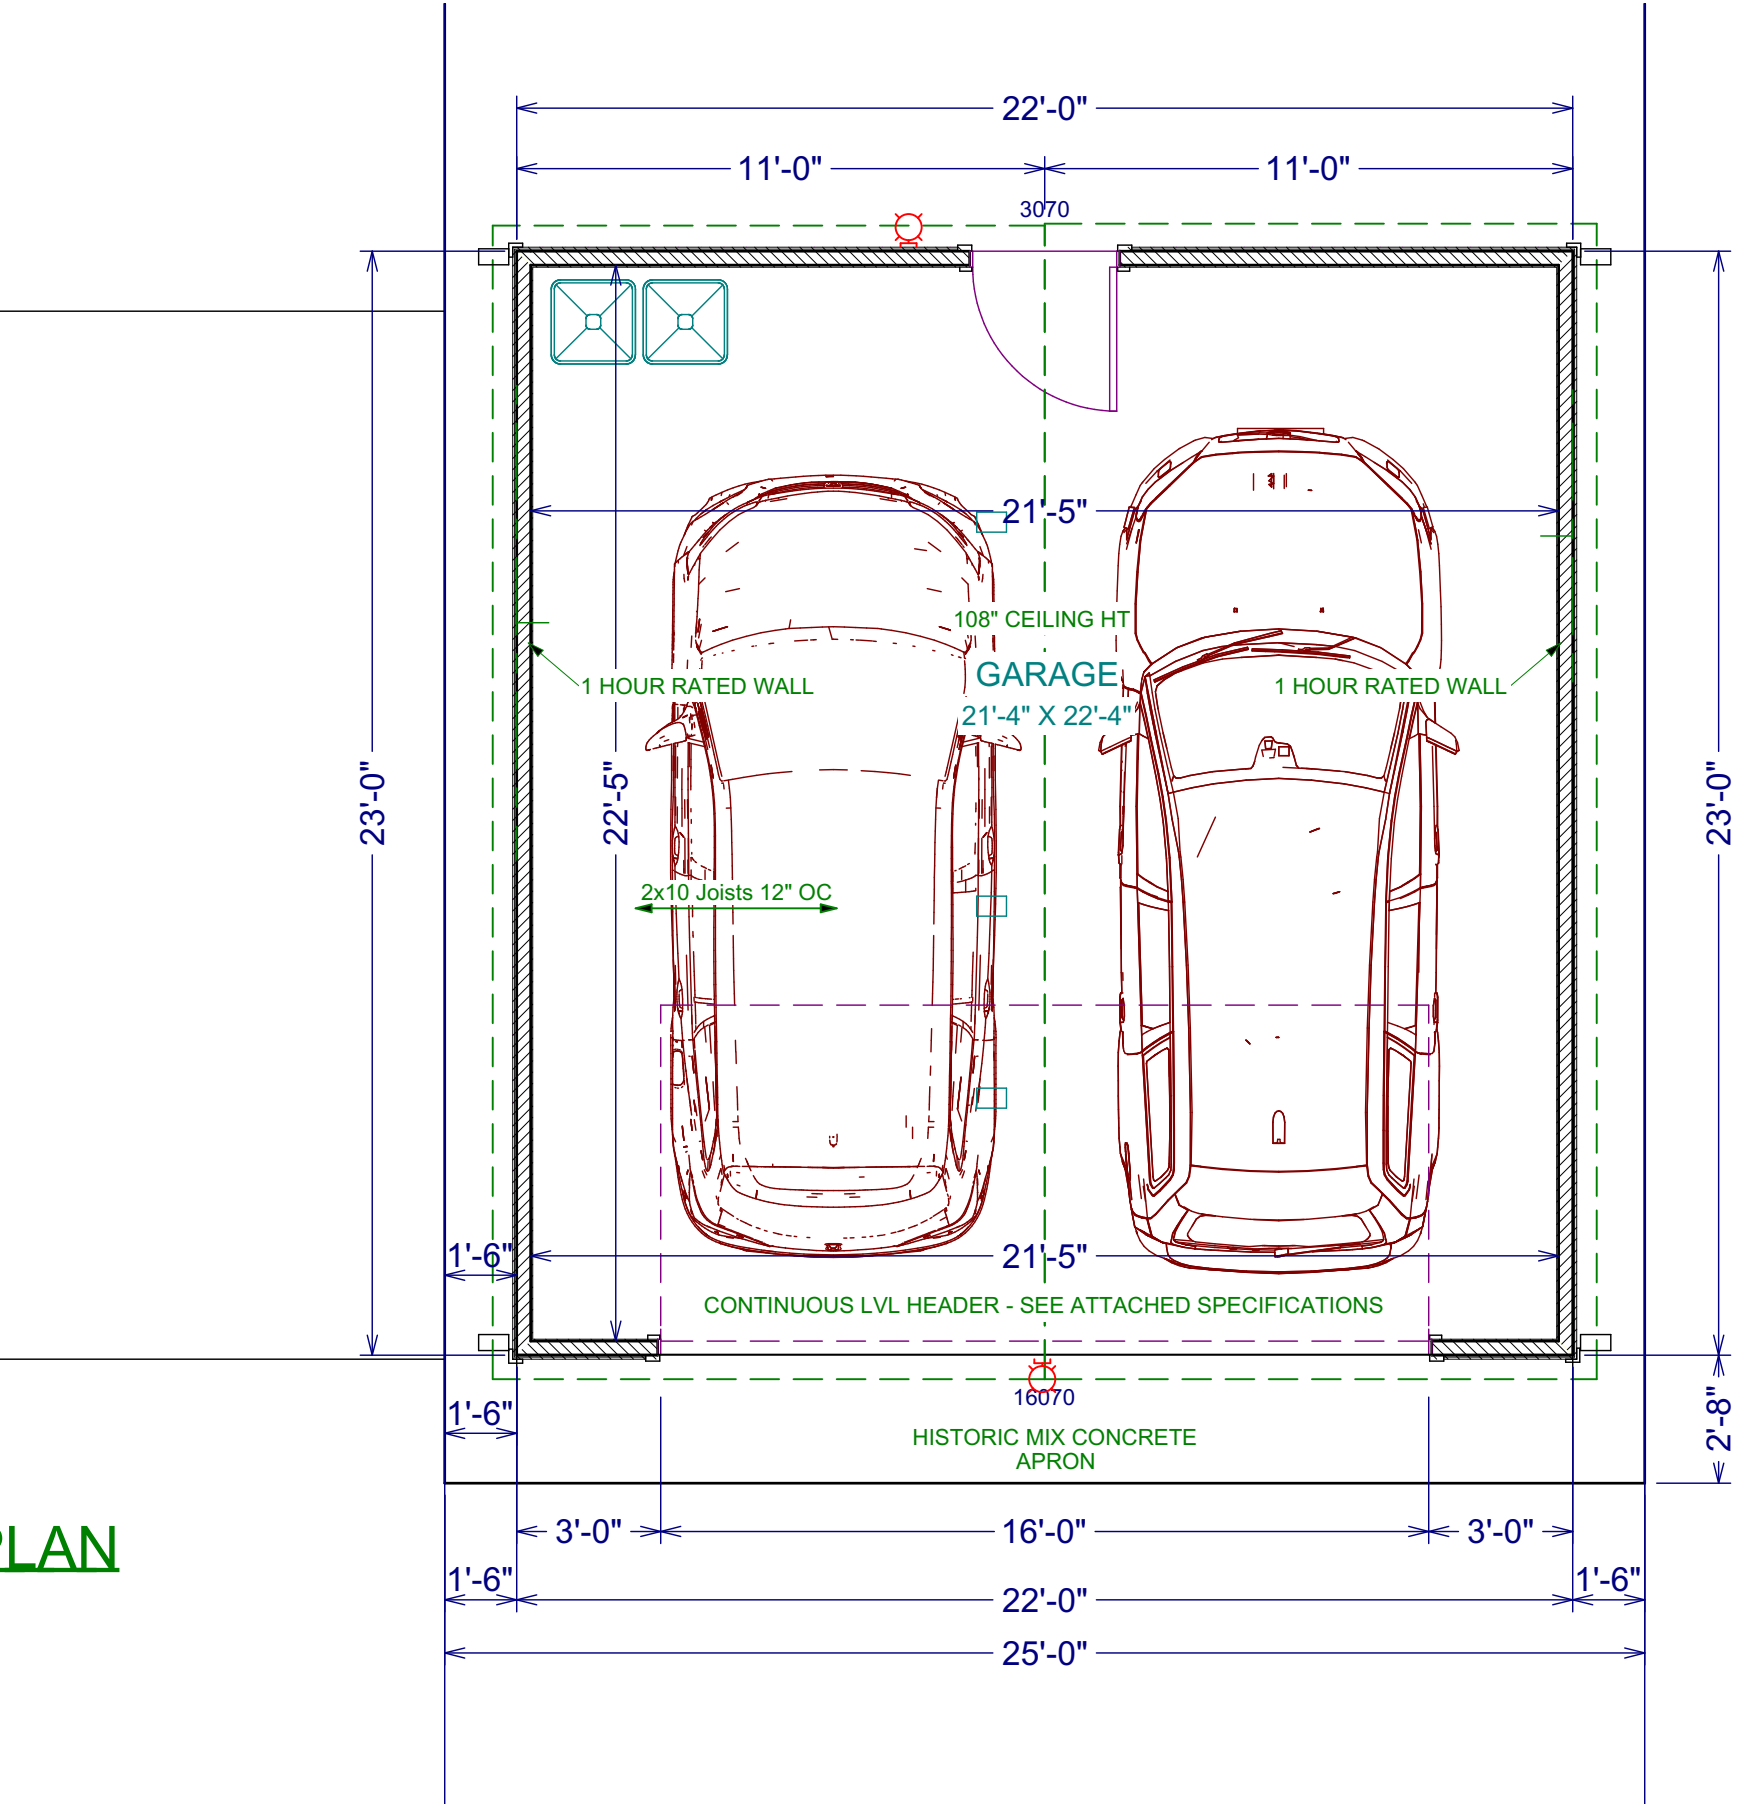 22'-0"
11'-0"
11'-0"
3070
21'-5"
108" CEILING HT
GARAGE
21'-4" X 22'-4"
1 HOUR RATED WALL
1 HOUR RATED WALL
23'-0"
22'-5"
23'-0"
2x10 Joists 12" OC
1'-6"
21'-5"
CONTINUOUS LVL HEADER - SEE ATTACHED SPECIFICATIONS
16070
1'-6"
2'-8"
HISTORIC MIX CONCRETE
APRON
3'-0"
16'-0"
3'-0"
PLAN
1'-6"
22'-0"
1'-6"
25'-0"